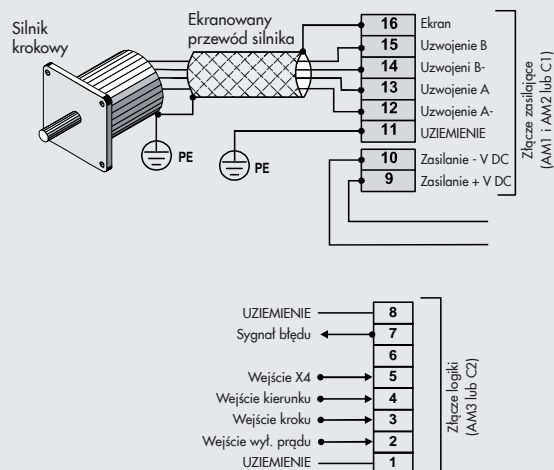 Silnik
krokowy
Ekranowany
przewód silnika
PE
PE
16 Ekran
15 Uzwojenie B
14 Uzwojeni B-
13 Uzwojenie A
12 Uzwojenie A-
11 UZIEMIENIE
10 Zasilanie - V DC
9 Zasilanie + V DC
Złącze zasilające
(AM1 i AM2 lub C1)
UZIEMIENIE 8
Sygnał błędu 7
6
Wejście X4 5
Wejście kierunku 4
Wejście kroku 3
Wejście wył. prądu 2
UZIEMIENIE 1
Złącze logiki
(AM3 lub C2)